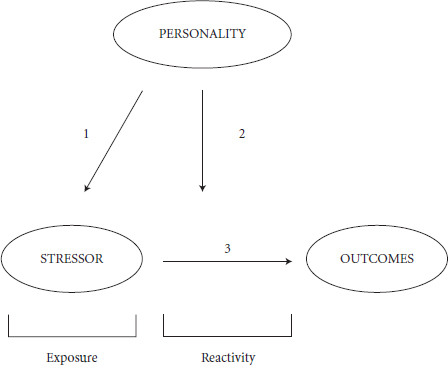 PERSONALITY
1
2
3
STRESSOR
OUTCOMES
Exposure
Reactivity